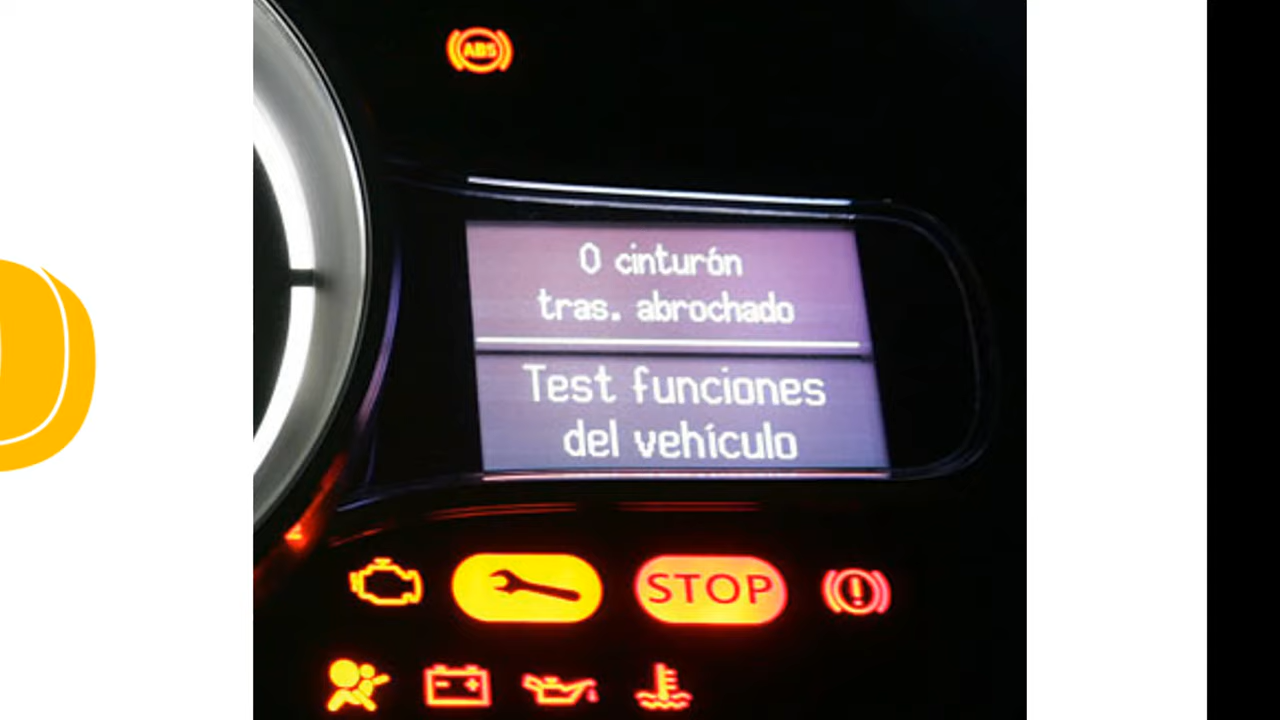 ABS
0 cinturón
tras. abrochado
Test funciones
del vehículo
STOP